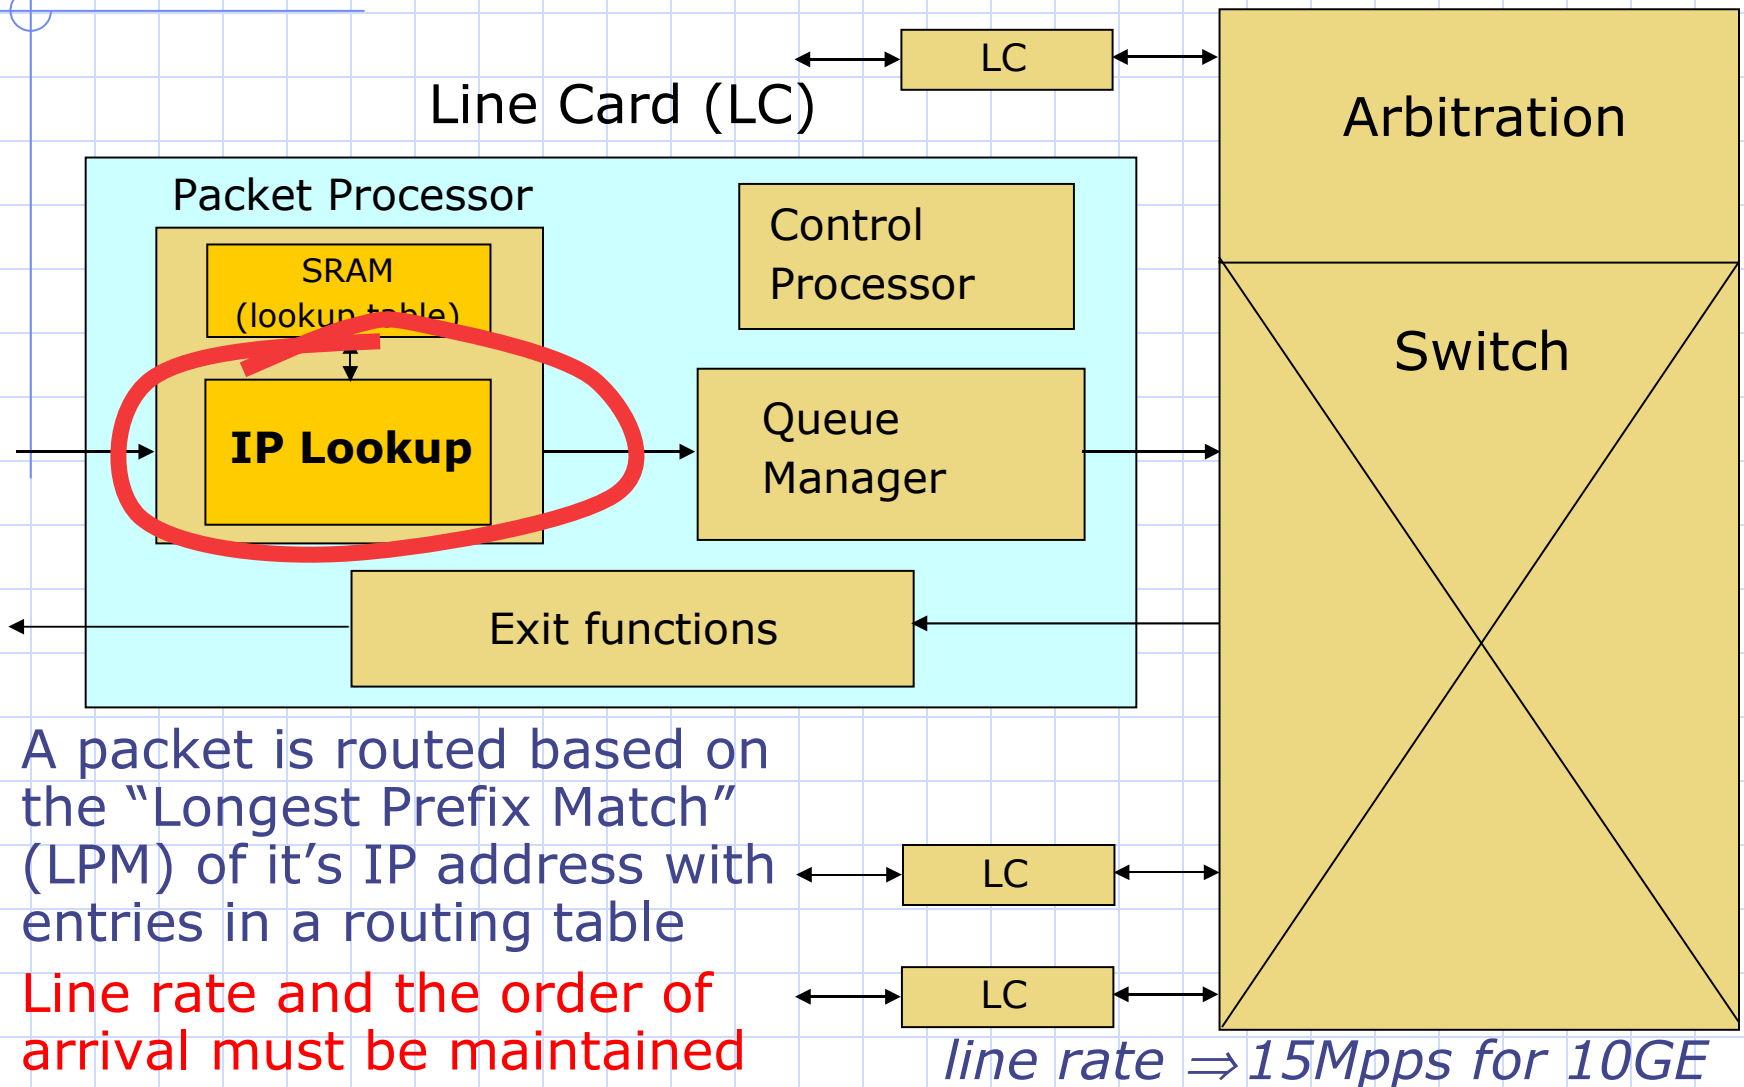 LC
Line Card (LC)
Arbitration
Packet Processor
SRAM
(lookup table)
Control
Processor
Switch
IP Lookup
Queue
Manager
Exit functions
A packet is routed based on
the “Longest Prefix Match”
(LPM) of it’s IP address with
entries in a routing table
LC
Line rate and the order of
arrival must be maintained
LC
line rate ⇒15Mpps for 10GE